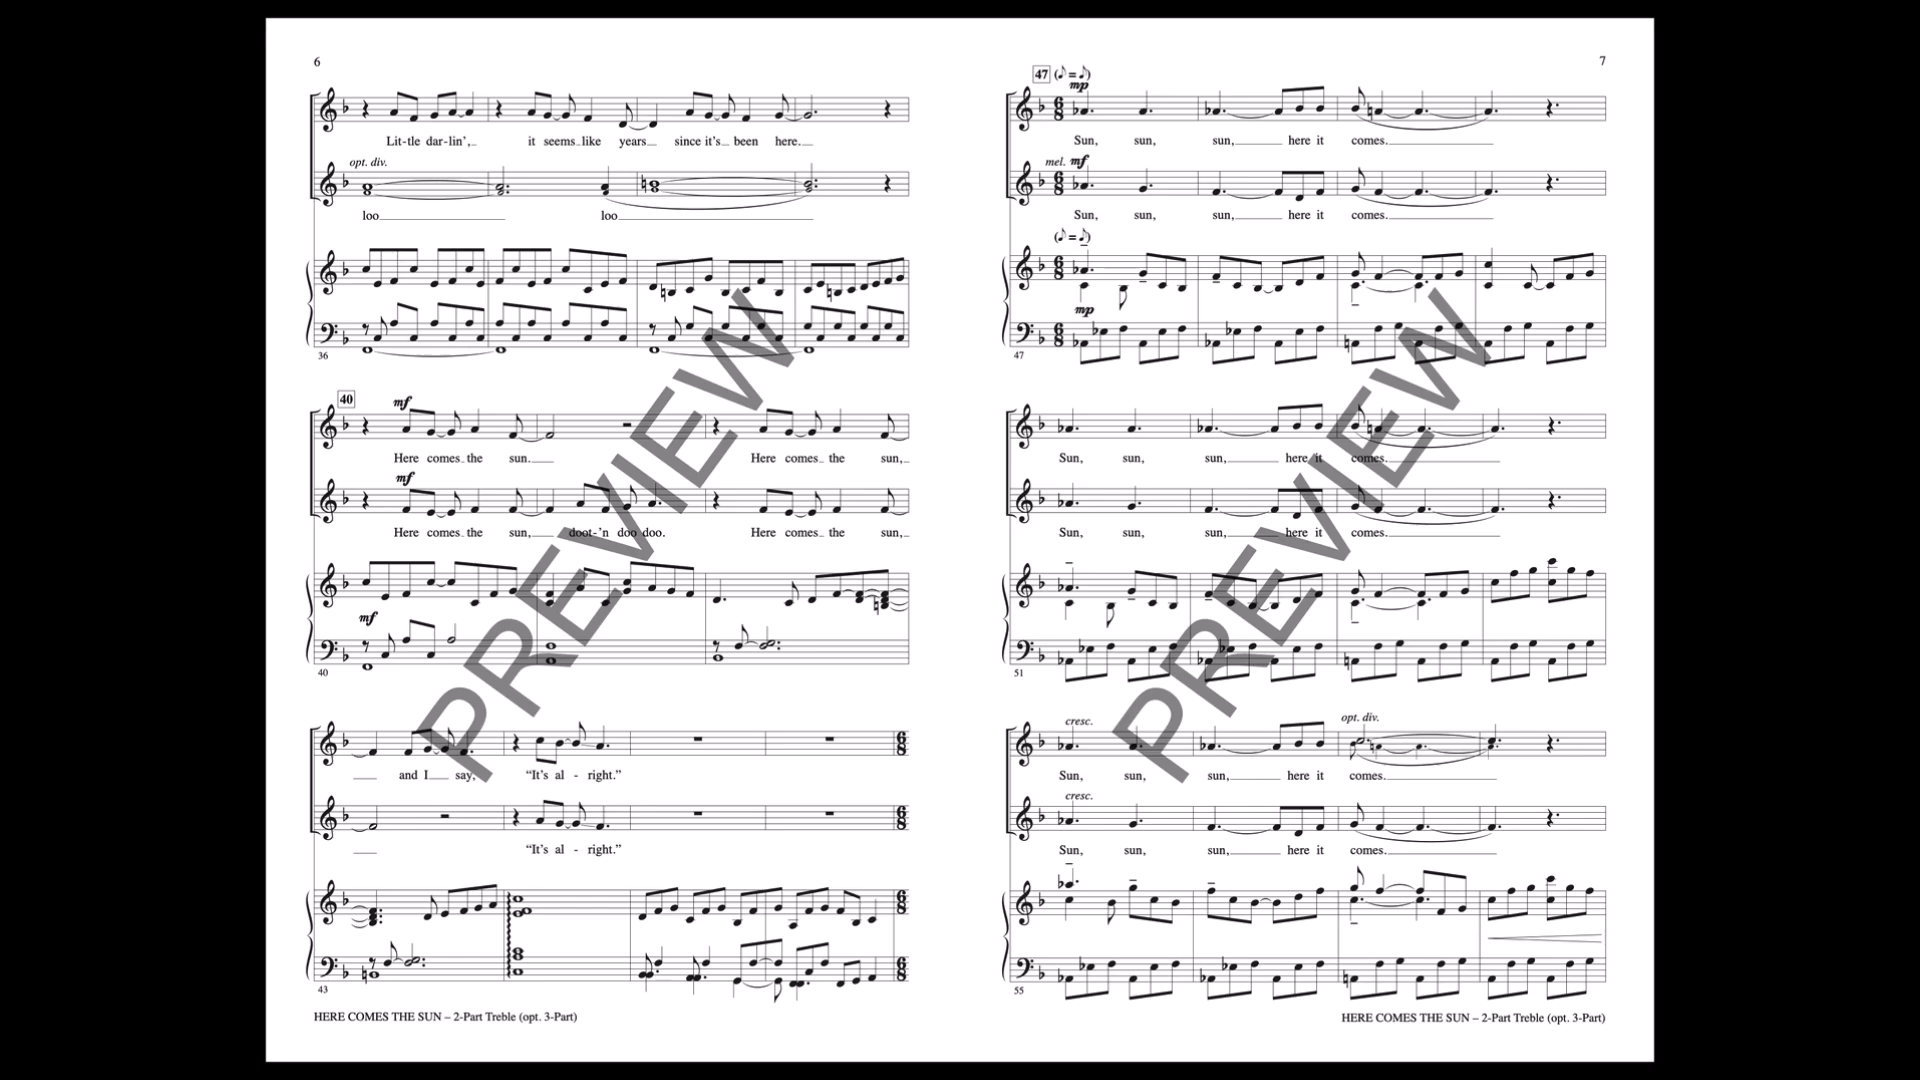 6
Lit-tle dar-lin’, it seems like years since it’s been here.
opt. div.
loo loo
36
40
mf
Here comes the sun. Here comes the sun,
mf
Here comes the sun, doot-’n doo doo. Here comes the sun,
mf
40
and I say, “It’s al - right.”
“It’s al - right.”
43
HERE COMES THE SUN – 2-Part Treble (opt. 3-Part)
7
47 (♪ = ♪)
mp
6 8
Sun, sun, sun, here it comes.
mel. mf
Sun, sun, sun, here it comes.
(♪ = ♪)
mp
47
Sun, sun, sun, here it comes.
Sun, sun, sun, here it comes.
51
cresc. opt. div.
Sun, sun, sun, here it comes.
cresc.
Sun, sun, sun, here it comes.
55
HERE COMES THE SUN – 2-Part Treble (opt. 3-Part)
PREVIEW
PREVIEW